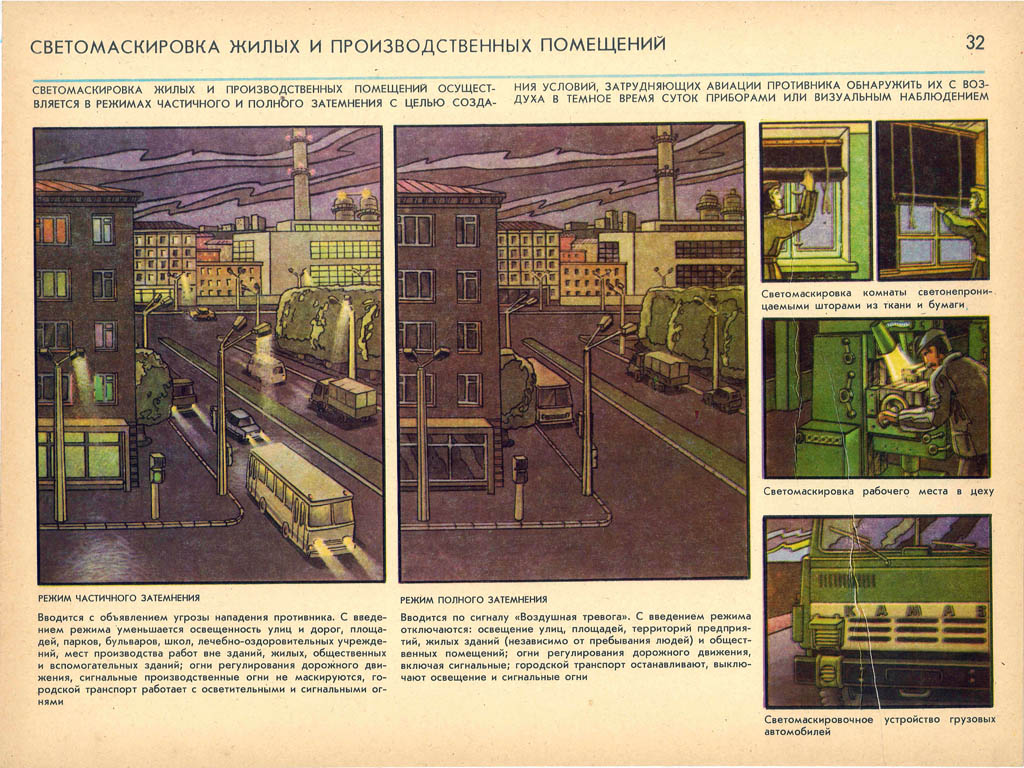 СВЕТОМАСКИРОВКА ЖИЛЫХ И ПРОИЗВОДСТВЕННЫХ ПОМЕЩЕНИЙ
32
СВЕТОМАСКИРОВКА ЖИЛЫХ И ПРОИЗВОДСТВЕННЫХ ПОМЕЩЕНИЙ ОСУЩЕСТ-
ВЛЯЕТСЯ В РЕЖИМАХ ЧАСТИЧНОГО И ПОЛНОГО ЗАТЕМНЕНИЯ С ЦЕЛЬЮ СОЗДА-
НИЯ УСЛОВИЙ, ЗАТРУДНЯЮЩИХ АВИАЦИИ ПРОТИВНИКА ОБНАРУЖИТЬ ИХ С ВОЗ-
ДУХА В ТЕМНОЕ ВРЕМЯ СУТОК ПРИБОРАМИ ИЛИ ВИЗУАЛЬНЫМ НАБЛЮДЕНИЕМ
РЕЖИМ ЧАСТИЧНОГО ЗАТЕМНЕНИЯ
Вводится с объявлением угрозы нападения противника. С введе-
нием режима уменьшается освещенность улиц и дорог, площа-
дей, парков, бульваров, школ, лечебно-оздоровительных учрежде-
ний, мест производства работ вне зданий, жилых, общественных
и вспомогательных зданий; огни регулирования дорожного дви-
жения, сигнальные производственные огни не маскируются, го-
родской транспорт работает с осветительными и сигнальными ог-
нями
РЕЖИМ ПОЛНОГО ЗАТЕМНЕНИЯ
Вводится по сигналу «Воздушная тревога». С введением режима
отключаются: освещение улиц, площадей, территорий предприя-
тий, жилых зданий (независимо от пребывания людей) и общест-
венных помещений; огни регулирования дорожного движения,
включая сигнальные; городской транспорт останавливают, выклю-
чают освещение и сигнальные огни
Светомаскировка комнаты светонепрони-
цаемыми шторами из ткани и бумаги
Светомаскировка рабочего места в цеху
КАМАЗ
Светомаскировочное устройство грузовых
автомобилей